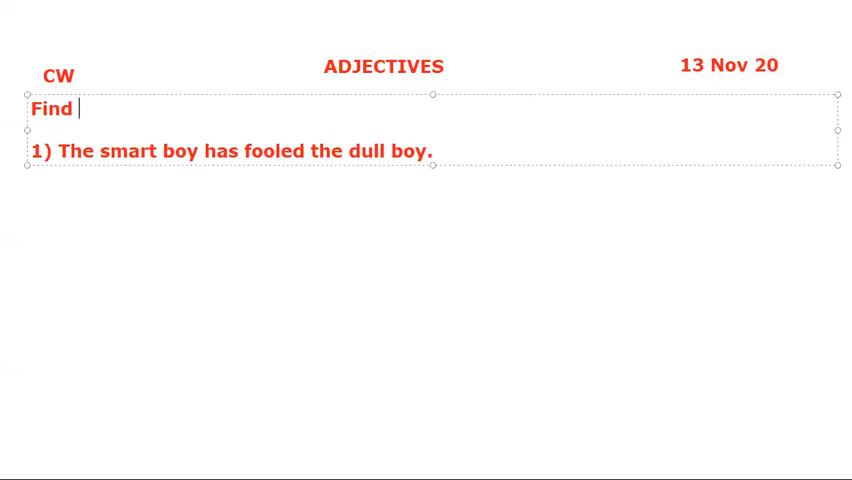 CW ADJECTIVES 13 Nov 20
Find
1) The smart boy has fooled the dull boy.